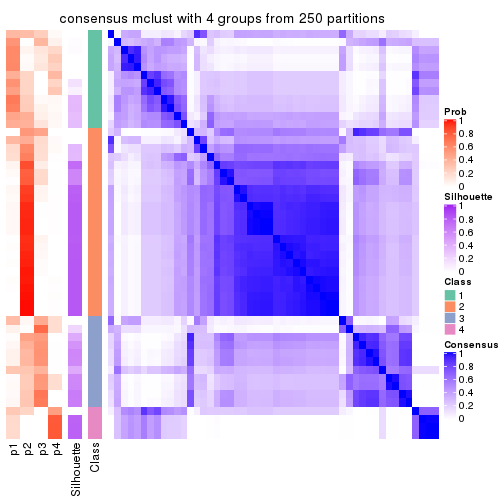 consensus mclust with 4 groups from 250 partitions
Prob
1
0.8
0.6
0.4
0.2
0
Silhouette
1
0.8
0.6
0.4
0.2
0
Class
1
2
3
4
Consensus
1
0.8
0.6
0.4
0.2
0
p1
p2
p3
p4
Silhouette
Class